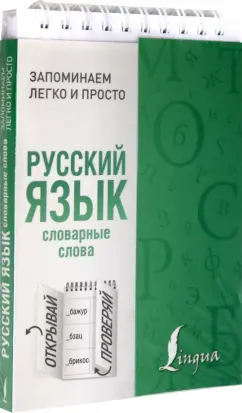 ЗАПОМИНАЕМ
ЛЕГКО И ПРОСТО
РУССКИЙ
ЯЗЫК
словарные
слова
ОТКРЫВАЙ
_бажур
_бзац
_брикос
ПРОВЕРЯЙ
Lingua
РУССКИЙ ЯЗЫК словарные слова
ЗАПОМИНАЕМ
ЛЕГКО И ПРОСТО